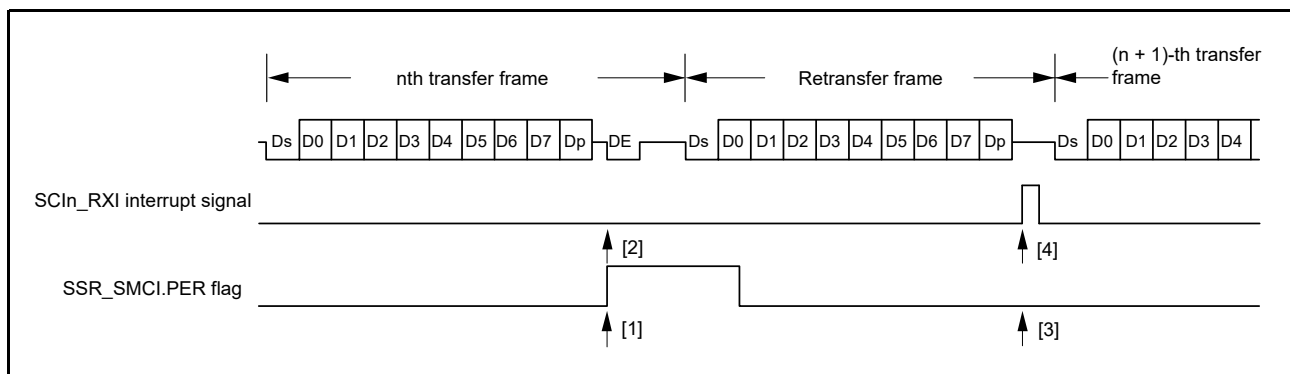 nth transfer frame
Retransfer frame
(n + 1)-th transfer
frame
Ds D0 D1 D2 D3 D4 D5 D6 D7 Dp DE Ds D0 D1 D2 D3 D4 D5 D6 D7 Dp Ds D0 D1 D2 D3 D4
SCIn_RXI interrupt signal
[2]
[4]
SSR_SMCI.PER flag
[1]
[3]